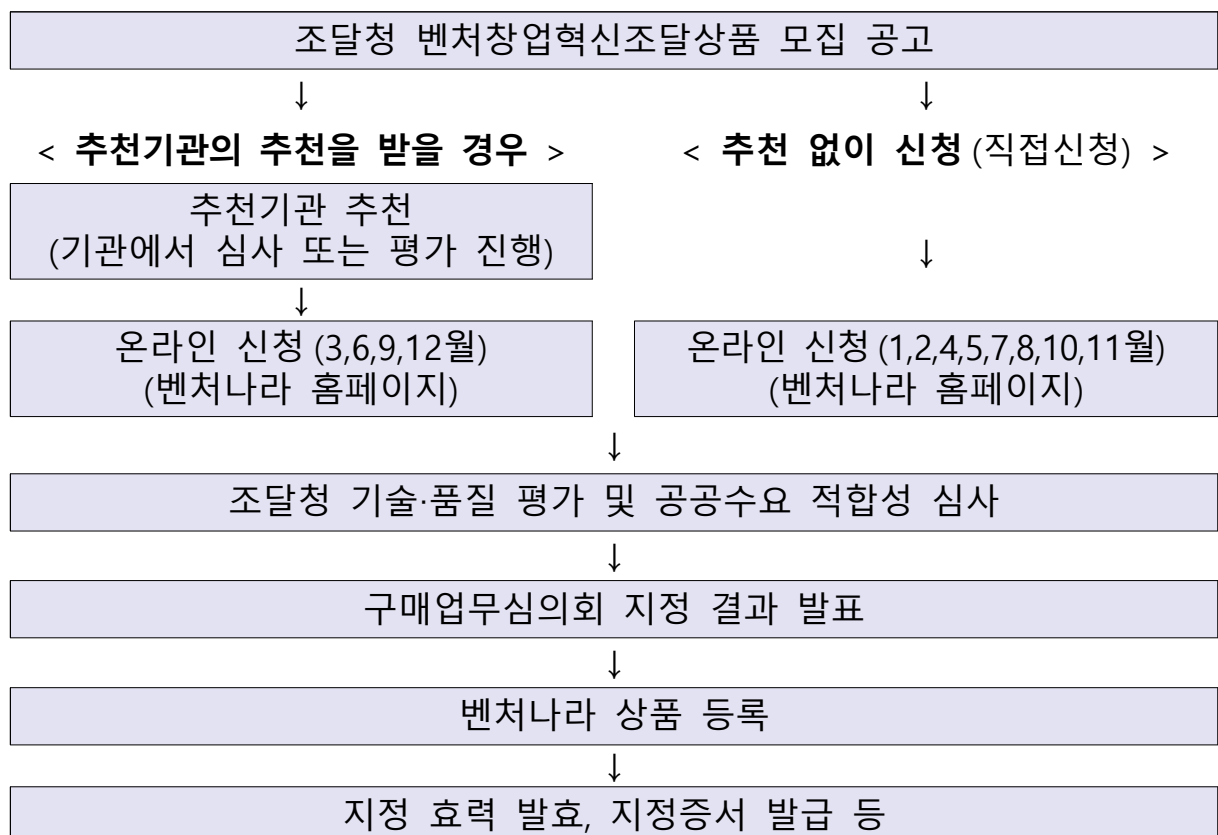 조달청 벤처창업혁신조달상품 모집 공고
↓ ↓
< 추천기관의 추천을 받을 경우 > < 추천 없이 신청 (직접신청) >
추천기관 추천
(기관에서 심사 또는 평가 진행)
↓
↓
온라인 신청 (3,6,9,12월)
(벤처나라 홈페이지)
온라인 신청 (1,2,4,5,7,8,10,11월)
(벤처나라 홈페이지)
↓
조달청 기술·품질 평가 및 공공수요 적합성 심사
↓
구매업무심의회 지정 결과 발표
↓
벤처나라 상품 등록
↓
지정 효력 발효, 지정증서 발급 등